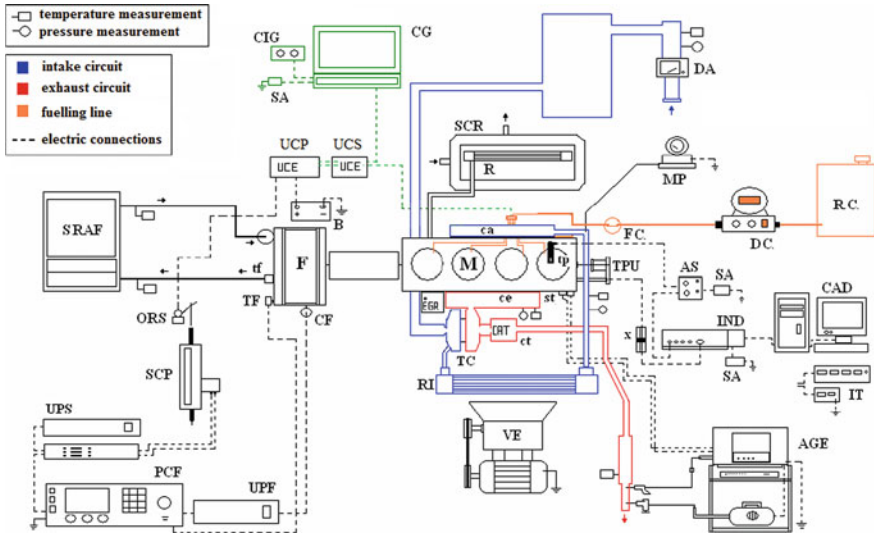 temperature measurement
pressure measurement
intake circuit
exhaust circuit
fuelling line
electric connections
CIG
CG
SA
DA
UCP
UCS
UCE
UCE
SCR
R
MP
B
R.C.
SRAF
F
ca
F.C.
D.C.
M
tp
TPU
tf
TF
ORS
CF
EGR
ce
st
AS
SA
CAD
CAT
ct
x
IND
TC
SCP
RI
SA
IT
UPS
VE
AGE
PCF
UPF